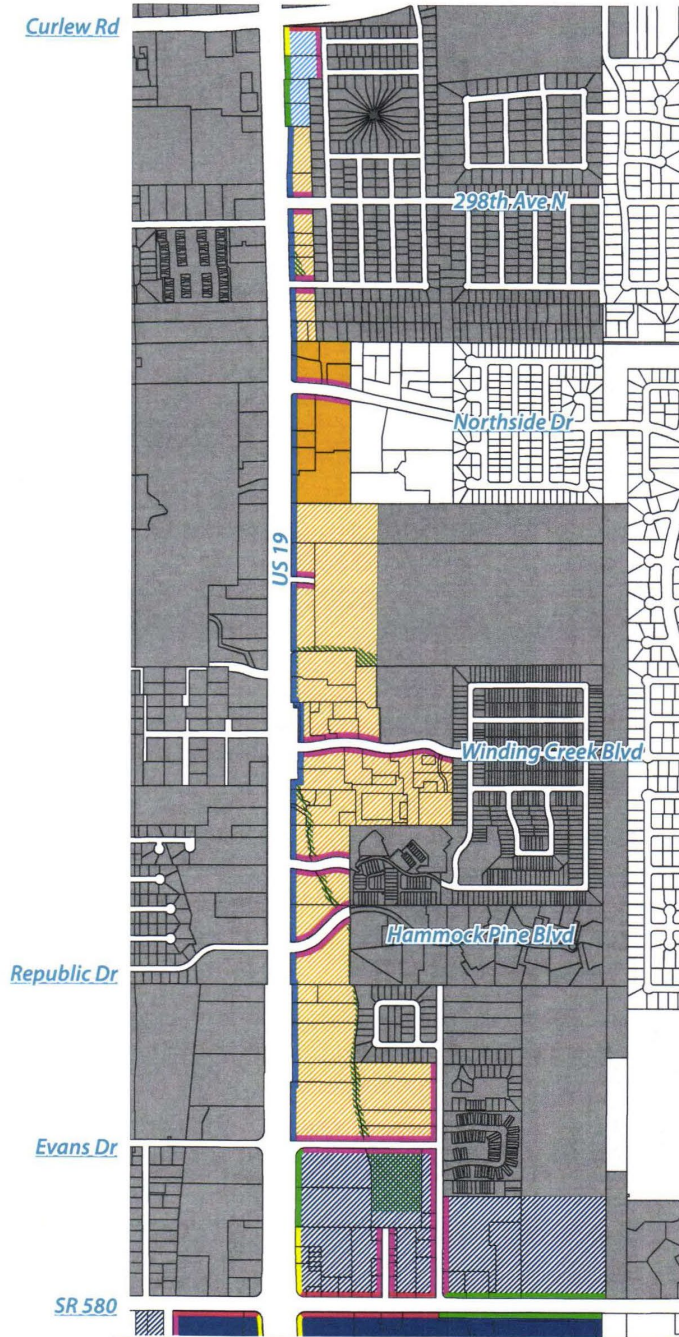 Curlew Rd
298th Ave N
Northside Dr
US 19
Winding Creek Blvd
Hammock Pine Blvd
Republic Dr
Evans Dr
SR 580